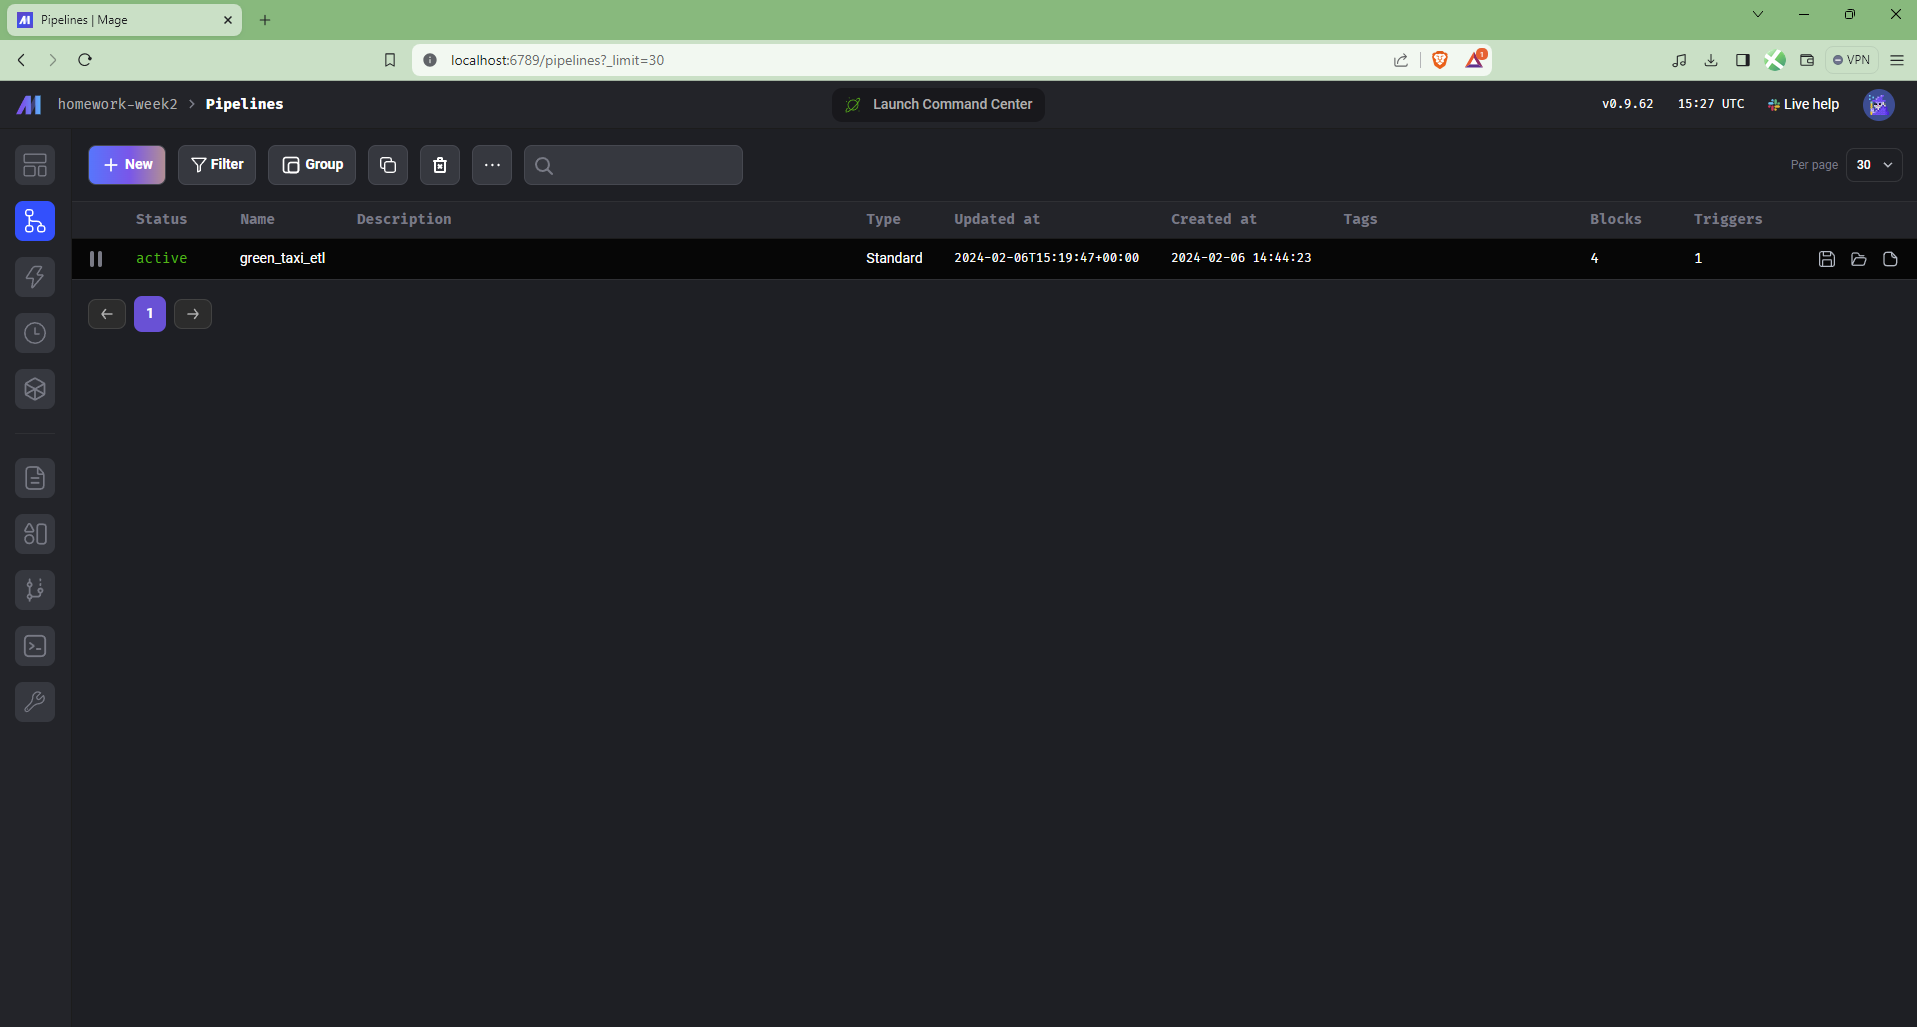 Pipelines | Mage
localhost:6789/pipelines?_limit=30
1
VPN
homework-week2 > Pipelines
Launch Command Center
v0.9.62
15:27 UTC
Live help
New
Filter
Group
Per page
30
Status Name Description Type Updated at Created at Tags Blocks Triggers
active green_taxi_etl Standard 2024-02-06T15:19:47+00:00 2024-02-06 14:44:23 4 1
1